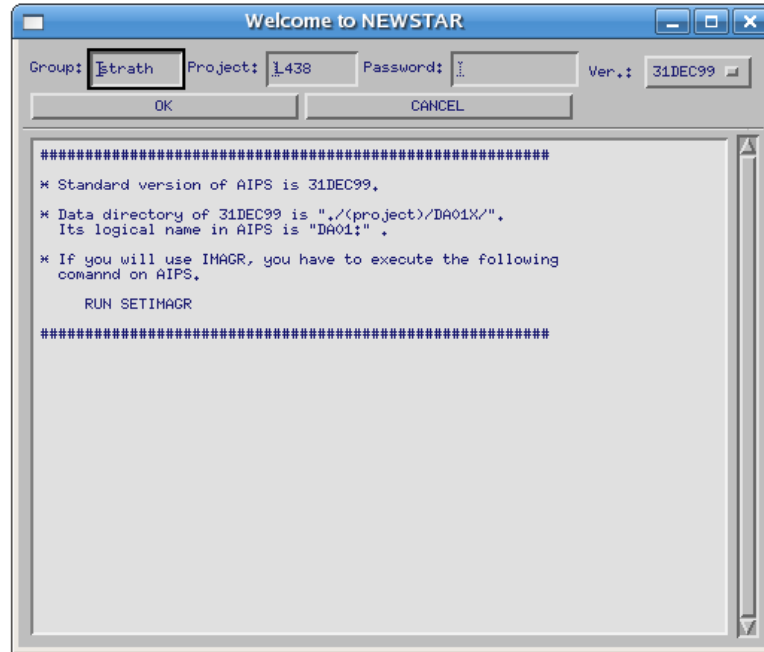 Welcome to NEWSTAR
Group: strath Project: L438 Password: Ver.: 31DEC99
OK CANCEL
#########################################################
* Standard version of AIPS is 31DEC99.
* Data directory of 31DEC99 is "./(project)/DA01X/".
Its logical name in AIPS is "DA01:" .
* If you will use IMAGR, you have to execute the following
comannd on AIPS.
RUN SETIMAGR
#########################################################